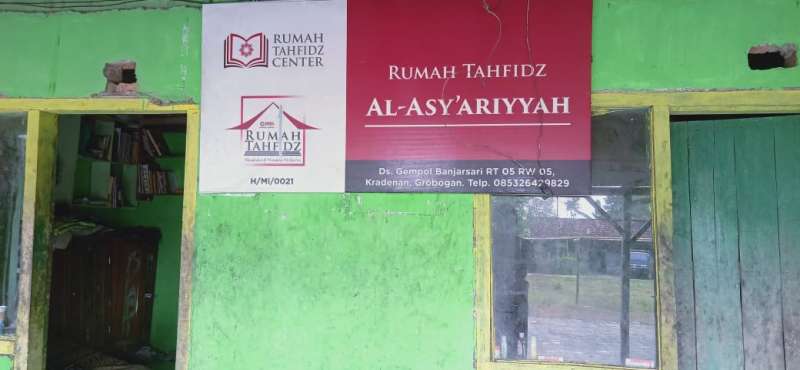 RUMAH
TAHFIDZ
CENTER
RUMAH
TAHFIDZ
H/Mi/0021
RUMAH TAHFIDZ
AL-ASY'ARIYYAH
Ds. Gempol Banjarsari RT 05 RW 05,
Kradenan, Grobogan. Telp. 085326429829